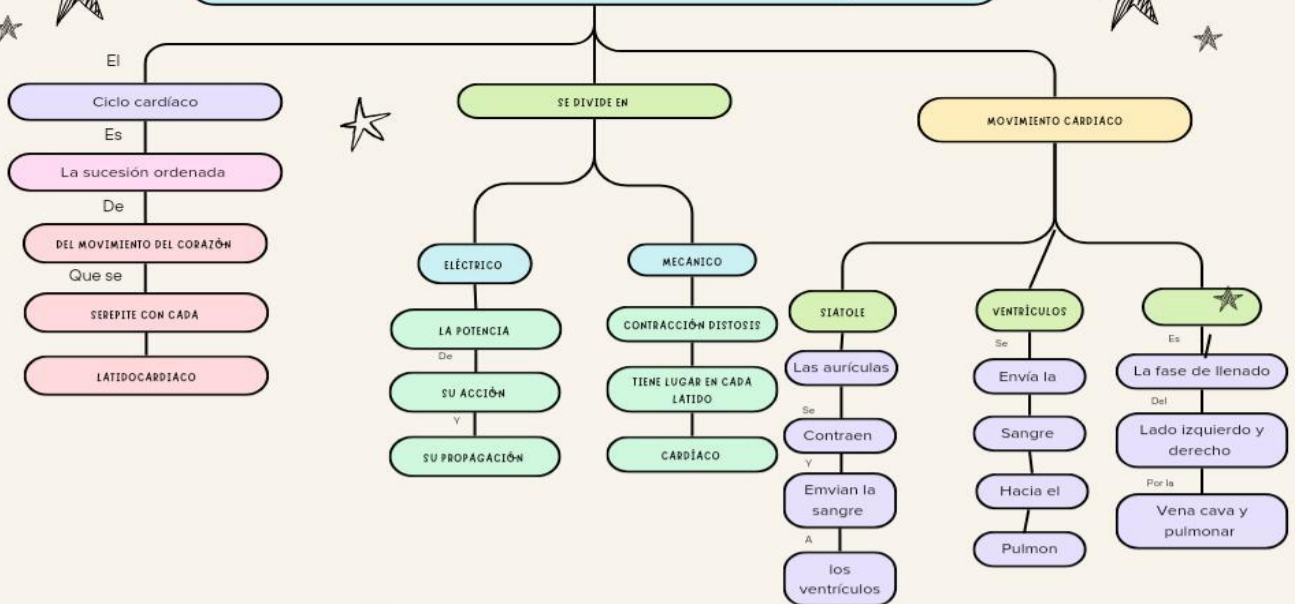 El
Ciclo cardíaco
Es
La sucesión ordenada
De
DEL MOVIMIENTO DEL CORAZÓN
Que se
SEREPITE CON CADA
LATIDOCARDIACO
SE DIVIDE EN
ELÉCTRICO
LA POTENCIA
De
SU ACCIÓN
Y
SU PROPAGACIÓN
MECÁNICO
CONTRACCIÓN DISTOSIS
TIENE LUGAR EN CADA
LATIDO
CARDÍACO
MOVIMIENTO CARDIACO
SIATOLE
Las aurículas
Se
Contraen
Y
Emvian la
sangre
A
los
ventrículos
VENTRÍCULOS
Se
Envía la
Sangre
Hacia el
Pulmon
Es
La fase de llenado
Del
Lado izquierdo y
derecho
Por la
Vena cava y
pulmonar